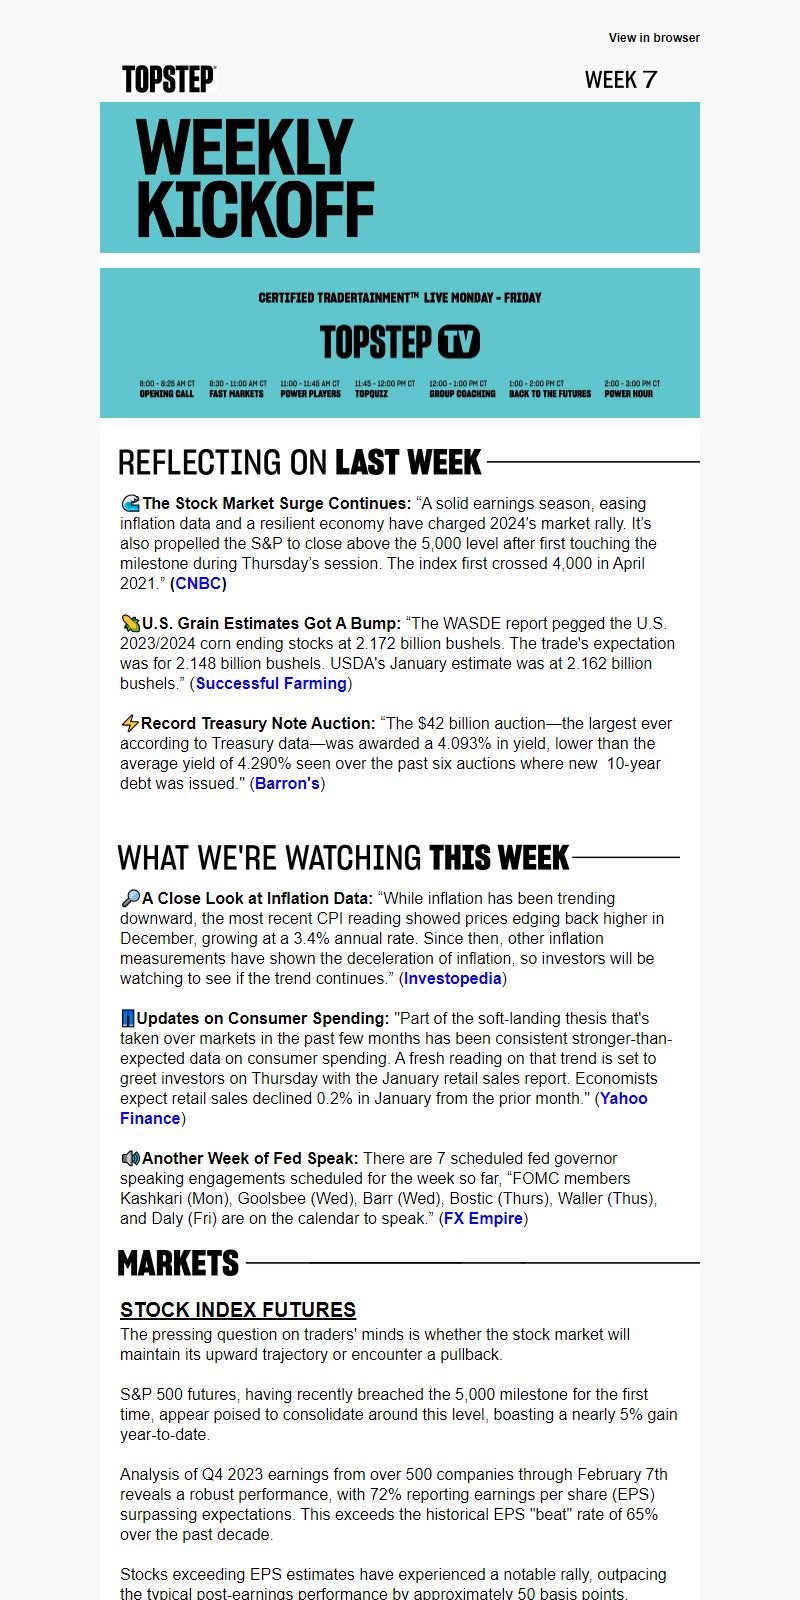 View in browser
TOPSTEP®
WEEK 7
WEEKLY
KICKOFF
CERTIFIED TRADERTAINMENT™ LIVE MONDAY - FRIDAY
TOPSTEP TV
8:00 - 8:25 AM CT 8:30 - 11:00 AM CT 11:00 - 11:45 AM CT 11:45 - 12:00 PM CT 12:00 - 1:00 PM CT 1:00 - 2:00 PM CT 2:00 - 3:00 PM CT
OPENING CALL FAST MARKETS POWER PLAYERS TOPQUIZ GROUP COACHING BACK TO THE FUTURES POWER HOUR
REFLECTING ON LAST WEEK
The Stock Market Surge Continues: “A solid earnings season, easing
inflation data and a resilient economy have charged 2024's market rally. It’s
also propelled the S&P to close above the 5,000 level after first touching the
milestone during Thursday’s session. The index first crossed 4,000 in April
2021.” (CNBC)
U.S. Grain Estimates Got A Bump: “The WASDE report pegged the U.S.
2023/2024 corn ending stocks at 2.172 billion bushels. The trade's expectation
was for 2.148 billion bushels. USDA's January estimate was at 2.162 billion
bushels.” (Successful Farming)
Record Treasury Note Auction: “The $42 billion auction—the largest ever
according to Treasury data—was awarded a 4.093% in yield, lower than the
average yield of 4.290% seen over the past six auctions where new 10-year
debt was issued." (Barron's)
WHAT WE'RE WATCHING THIS WEEK
A Close Look at Inflation Data: “While inflation has been trending
downward, the most recent CPI reading showed prices edging back higher in
December, growing at a 3.4% annual rate. Since then, other inflation
measurements have shown the deceleration of inflation, so investors will be
watching to see if the trend continues.” (Investopedia)
Updates on Consumer Spending: "Part of the soft-landing thesis that's
taken over markets in the past few months has been consistent stronger-than-
expected data on consumer spending. A fresh reading on that trend is set to
greet investors on Thursday with the January retail sales report. Economists
expect retail sales declined 0.2% in January from the prior month." (Yahoo
Finance)
Another Week of Fed Speak: There are 7 scheduled fed governor
speaking engagements scheduled for the week so far, “FOMC members
Kashkari (Mon), Goolsbee (Wed), Barr (Wed), Bostic (Thurs), Waller (Thus),
and Daly (Fri) are on the calendar to speak.” (FX Empire)
MARKETS
STOCK INDEX FUTURES
The pressing question on traders' minds is whether the stock market will
maintain its upward trajectory or encounter a pullback.
S&P 500 futures, having recently breached the 5,000 milestone for the first
time, appear poised to consolidate around this level, boasting a nearly 5% gain
year-to-date.
Analysis of Q4 2023 earnings from over 500 companies through February 7th
reveals a robust performance, with 72% reporting earnings per share (EPS)
surpassing expectations. This exceeds the historical EPS "beat" rate of 65%
over the past decade.
Stocks exceeding EPS estimates have experienced a notable rally, outpacing
the typical post-earnings performance by approximately 50 basis points.